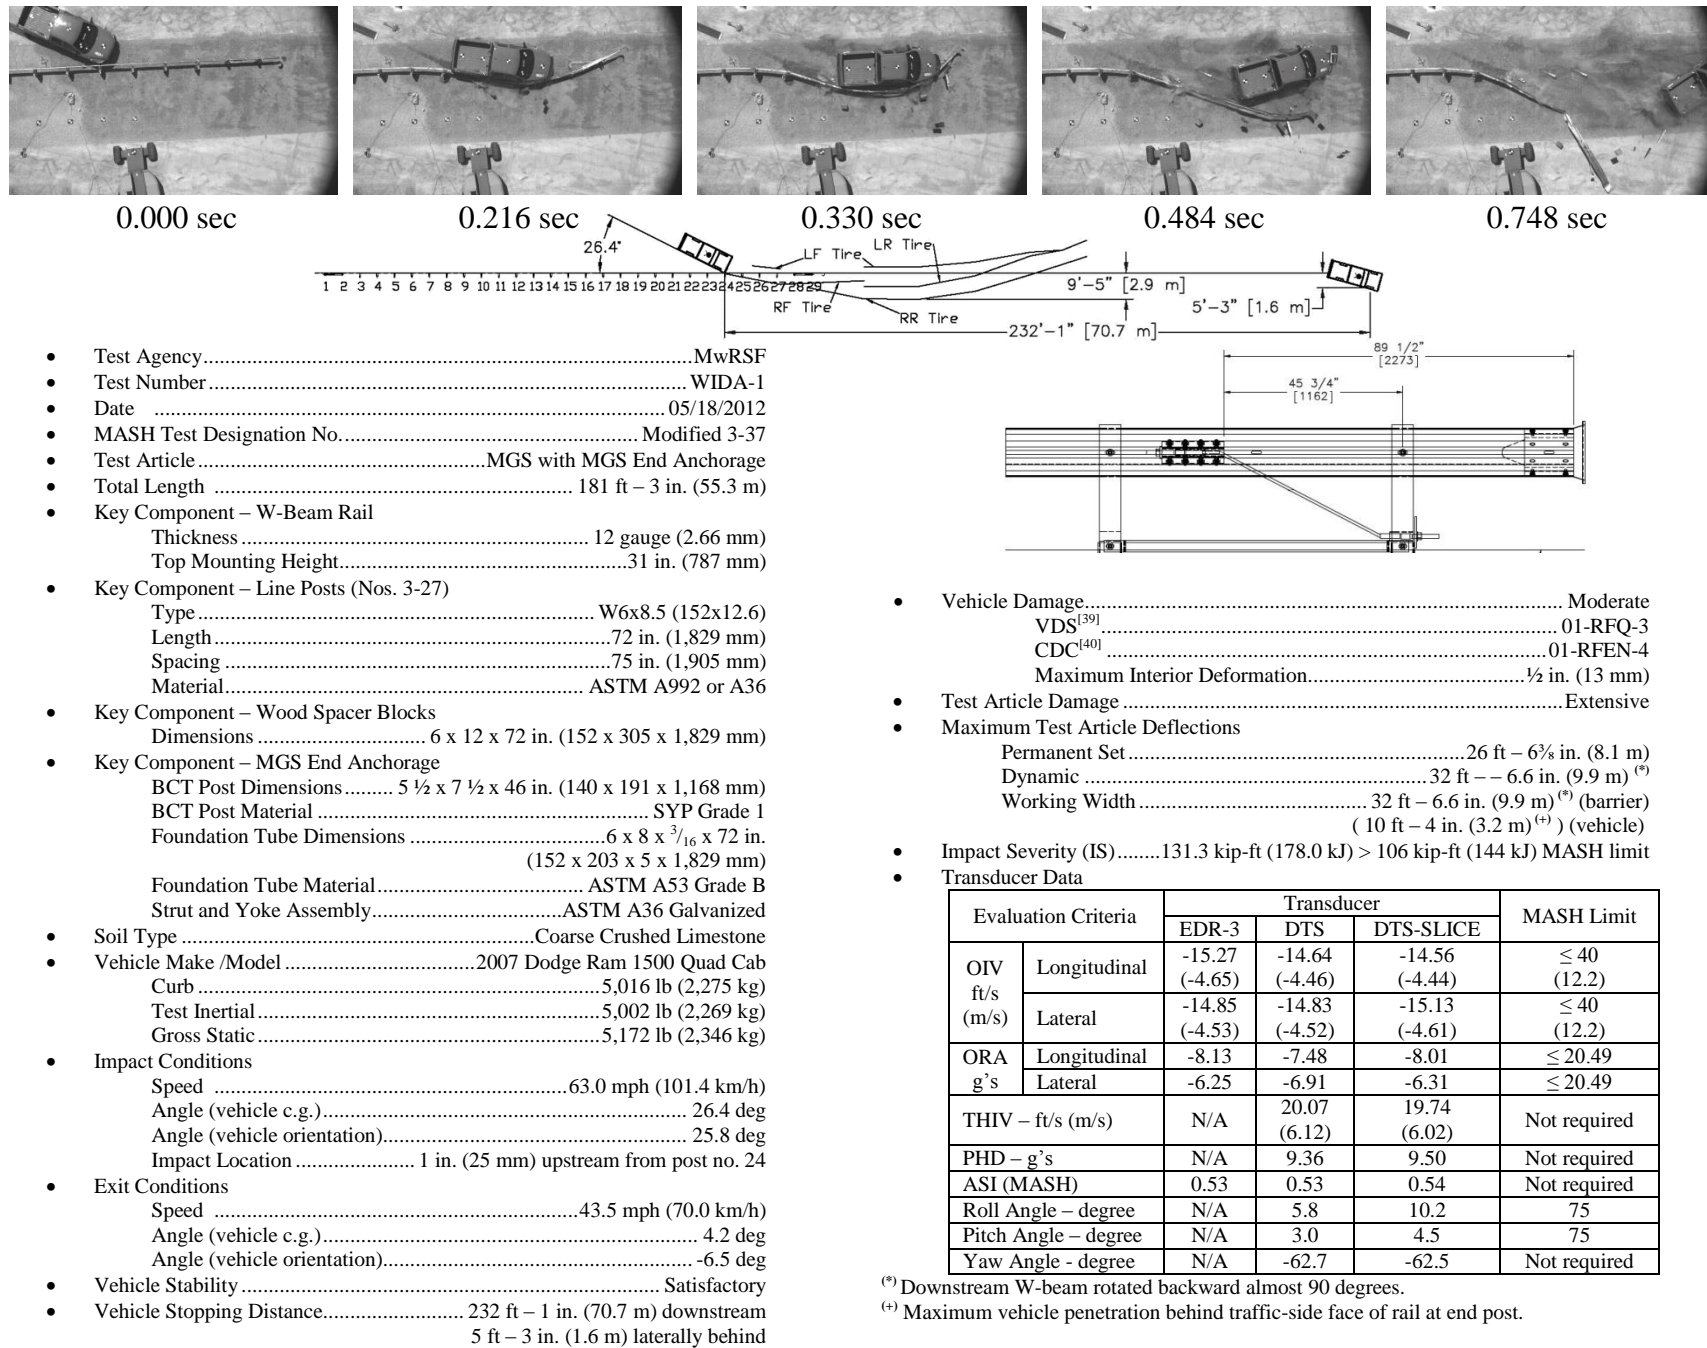 0.000 sec 0.216 sec 0.330 sec 0.484 sec 0.748 sec
26.4°
LF Tire
LR Tire
1 2 3 4 5 6 7 8 9 10 11 12 13 14 15 16 17 18 19 20 21 22 23 24 25 26 27 28 29
RF Tire
RR Tire
9'-5" [2.9 m]
5'-3" [1.6 m]
232'-1" [70.7 m]
89 1/2"
[2273]
45 3/4"
[1162]
• Test Agency MwRSF
• Test Number WIDA-1
• Date 05/18/2012
• MASH Test Designation No. Modified 3-37
• Test Article MGS with MGS End Anchorage
• Total Length 181 ft – 3 in. (55.3 m)
• Key Component – W-Beam Rail
Thickness 12 gauge (2.66 mm)
Top Mounting Height 31 in. (787 mm)
• Key Component – Line Posts (Nos. 3-27)
Type W6x8.5 (152x12.6)
Length 72 in. (1,829 mm)
Spacing 75 in. (1,905 mm)
Material ASTM A992 or A36
• Key Component – Wood Spacer Blocks
Dimensions 6 x 12 x 72 in. (152 x 305 x 1,829 mm)
• Key Component – MGS End Anchorage
BCT Post Dimensions 5 ½ x 7 ½ x 46 in. (140 x 191 x 1,168 mm)
BCT Post Material SYP Grade 1
Foundation Tube Dimensions 6 x 8 x 3/16 x 72 in.
(152 x 203 x 5 x 1,829 mm)
Foundation Tube Material ASTM A53 Grade B
Strut and Yoke Assembly ASTM A36 Galvanized
• Soil Type Coarse Crushed Limestone
• Vehicle Make /Model 2007 Dodge Ram 1500 Quad Cab
Curb 5,016 lb (2,275 kg)
Test Inertial 5,002 lb (2,269 kg)
Gross Static 5,172 lb (2,346 kg)
• Impact Conditions
Speed 63.0 mph (101.4 km/h)
Angle (vehicle c.g.) 26.4 deg
Angle (vehicle orientation) 25.8 deg
Impact Location 1 in. (25 mm) upstream from post no. 24
• Exit Conditions
Speed 43.5 mph (70.0 km/h)
Angle (vehicle c.g.) 4.2 deg
Angle (vehicle orientation) -6.5 deg
• Vehicle Stability Satisfactory
• Vehicle Stopping Distance 232 ft – 1 in. (70.7 m) downstream
5 ft – 3 in. (1.6 m) laterally behind
• Vehicle Damage Moderate
VDS[39] 01-RFQ-3
CDC[40] 01-RFEN-4
Maximum Interior Deformation ½ in. (13 mm)
• Test Article Damage Extensive
• Maximum Test Article Deflections
Permanent Set 26 ft – 6⅜ in. (8.1 m)
Dynamic 32 ft – – 6.6 in. (9.9 m) (*)
Working Width 32 ft – 6.6 in. (9.9 m) (*) (barrier)
( 10 ft – 4 in. (3.2 m) (+) ) (vehicle)
• Impact Severity (IS) 131.3 kip-ft (178.0 kJ) > 106 kip-ft (144 kJ) MASH limit
• Transducer Data
Evaluation Criteria Transducer MASH Limit
EDR-3 DTS DTS-SLICE
OIV ft/s (m/s) Longitudinal -15.27 (-4.65) -14.64 (-4.46) -14.56 (-4.44) ≤ 40 (12.2)
Lateral -14.85 (-4.53) -14.83 (-4.52) -15.13 (-4.61) ≤ 40 (12.2)
ORA g's Longitudinal -8.13 -7.48 -8.01 ≤ 20.49
Lateral -6.25 -6.91 -6.31 ≤ 20.49
THIV – ft/s (m/s) N/A 20.07 (6.12) 19.74 (6.02) Not required
PHD – g's N/A 9.36 9.50 Not required
ASI (MASH) 0.53 0.53 0.54 Not required
Roll Angle – degree N/A 5.8 10.2 75
Pitch Angle – degree N/A 3.0 4.5 75
Yaw Angle - degree N/A -62.7 -62.5 Not required
(*) Downstream W-beam rotated backward almost 90 degrees.
(+) Maximum vehicle penetration behind traffic-side face of rail at end post.